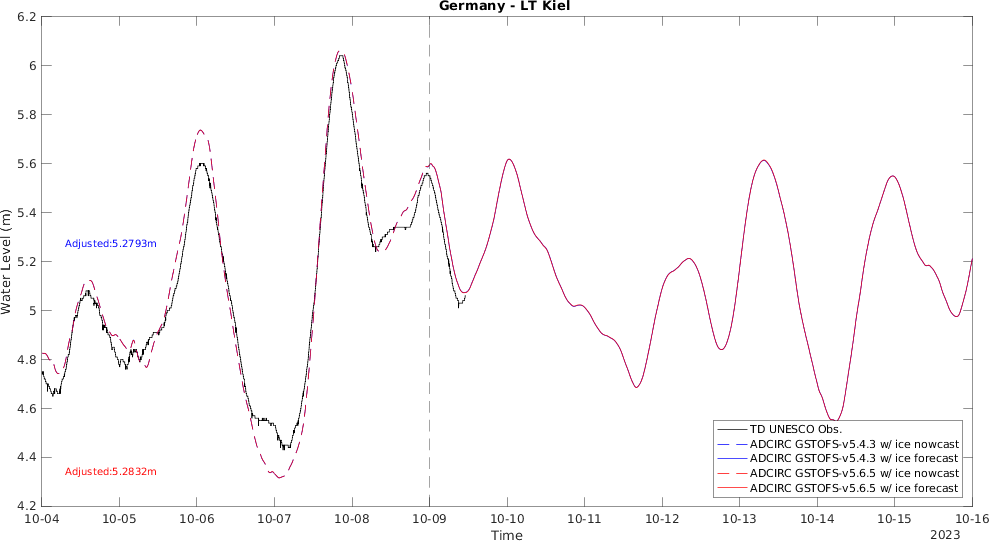 Germany - LT Kiel
6.2
6
5.8
5.6
5.4
5.2
5
4.8
4.6
4.4
4.2
Water Level (m)
Adjusted:5.2793m
Adjusted:5.2832m
TD UNESCO Obs.
ADCIRC GSTOFS-v5.4.3 w/ ice nowcast
ADCIRC GSTOFS-v5.4.3 w/ ice forecast
ADCIRC GSTOFS-v5.6.5 w/ ice nowcast
ADCIRC GSTOFS-v5.6.5 w/ ice forecast
10-04 10-05 10-06 10-07 10-08 10-09 10-10 10-11 10-12 10-13 10-14 10-15 10-16
Time
2023